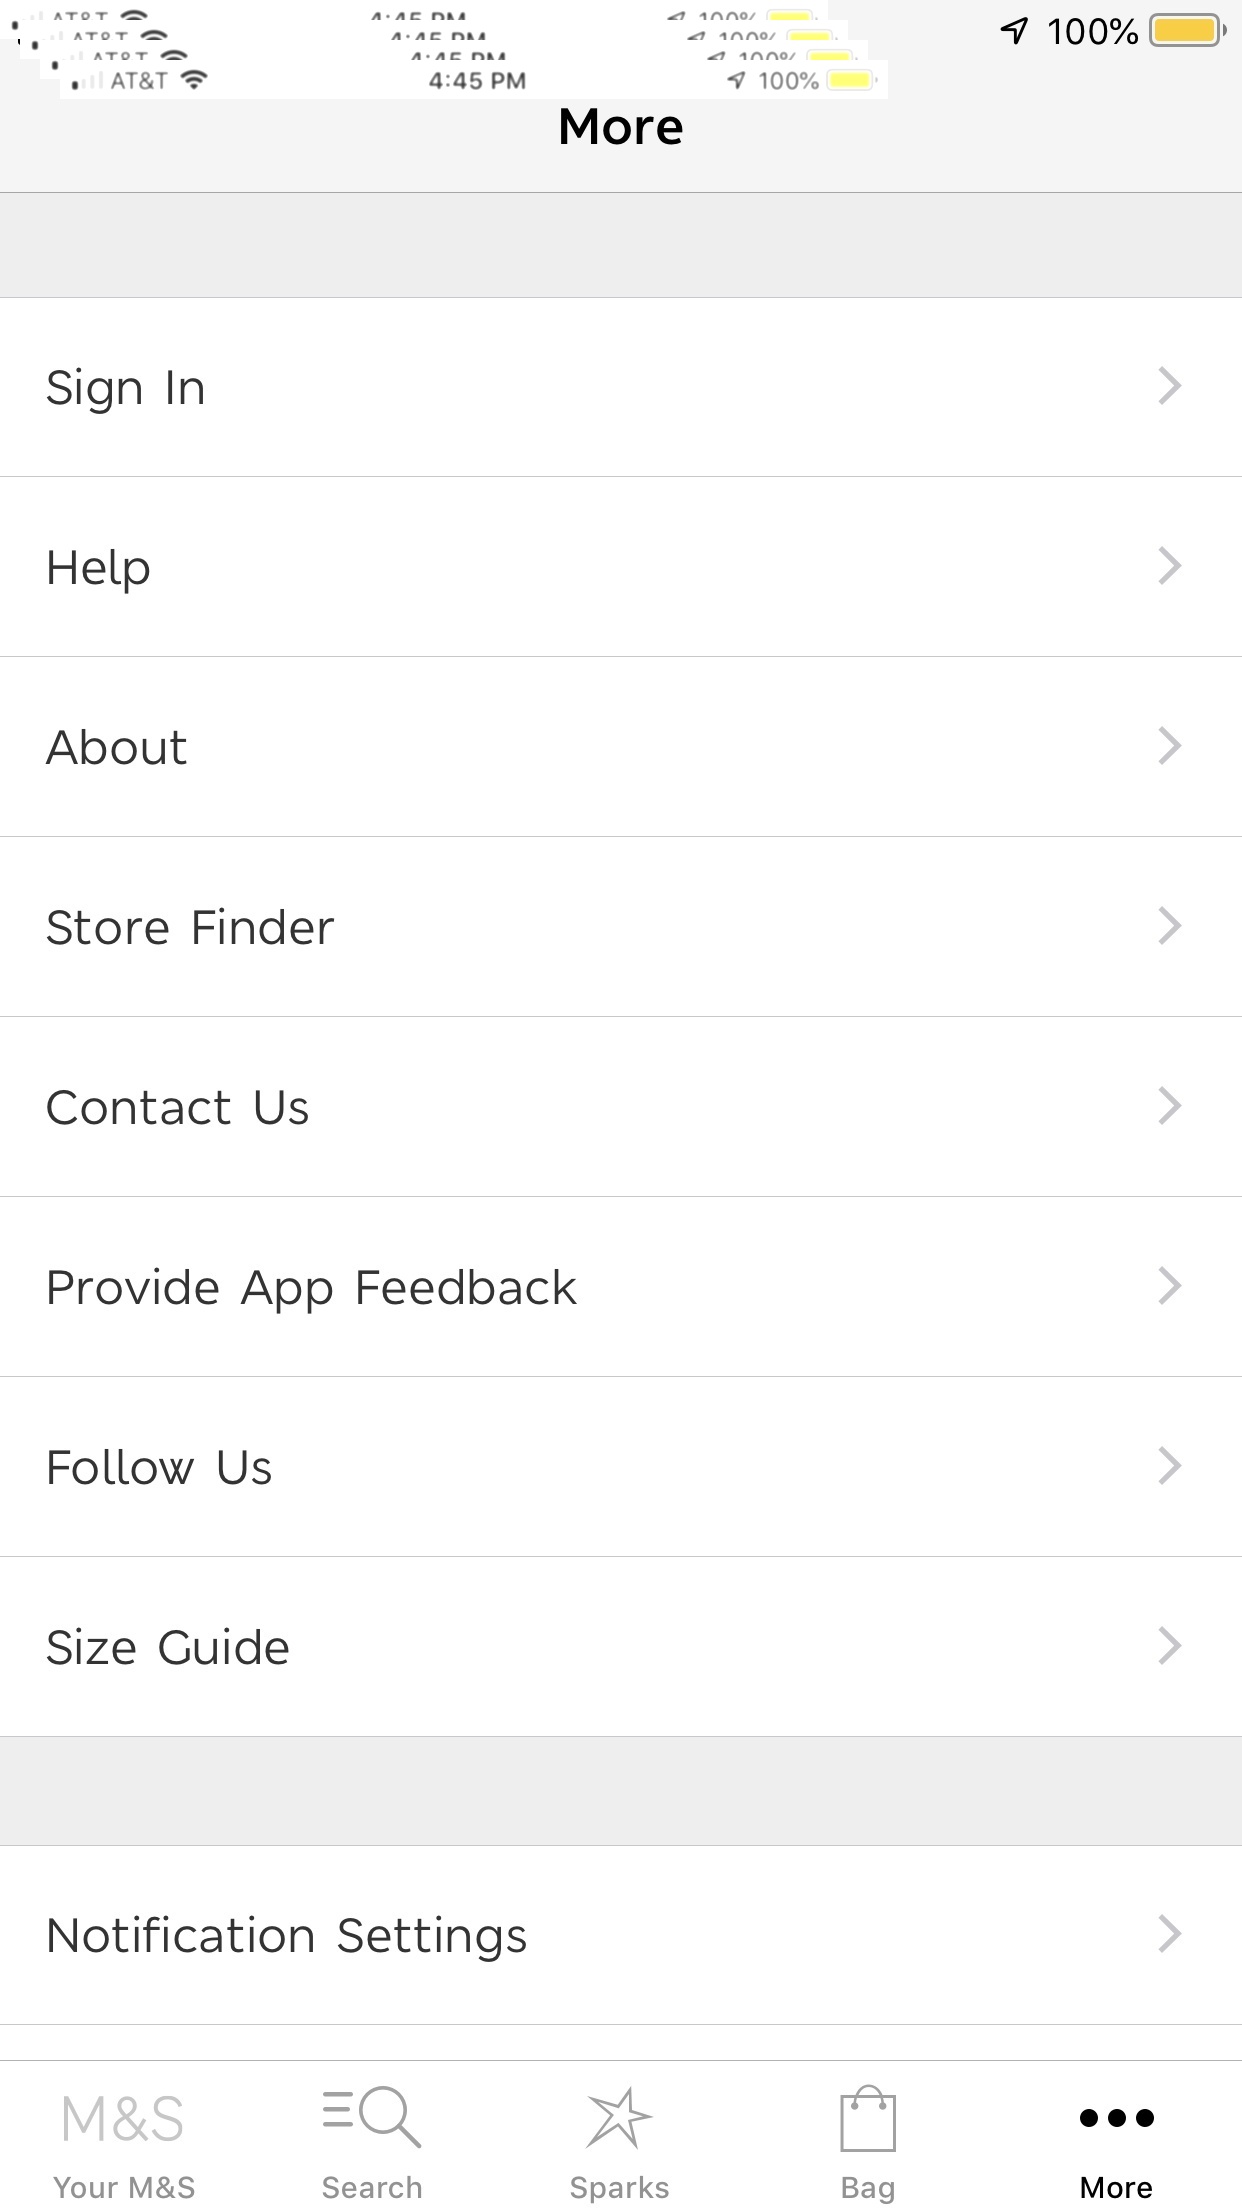 100%
AT&T 4:45 PM 100%
AT&T 4:45 PM 100%
AT&T 4:45 PM 100%
AT&T 4:45 PM 100%
More
Sign In
Help
About
Store Finder
Contact Us
Provide App Feedback
Follow Us
Size Guide
Notification Settings
M&S
Your M&S
Search
Sparks
Bag
More